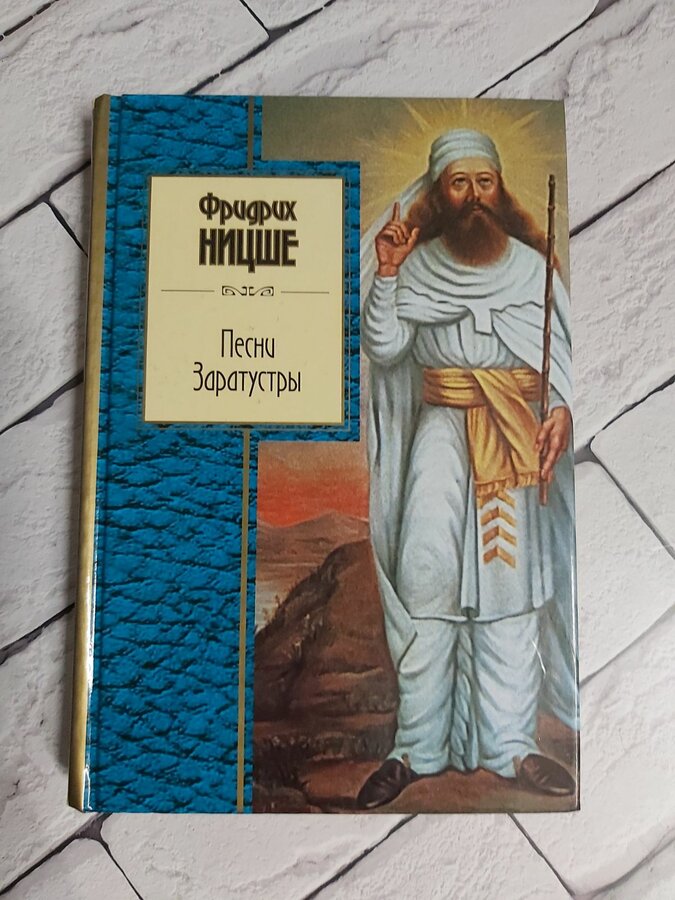 Фридрих
НИЦШЕ
Песни
Заратустры